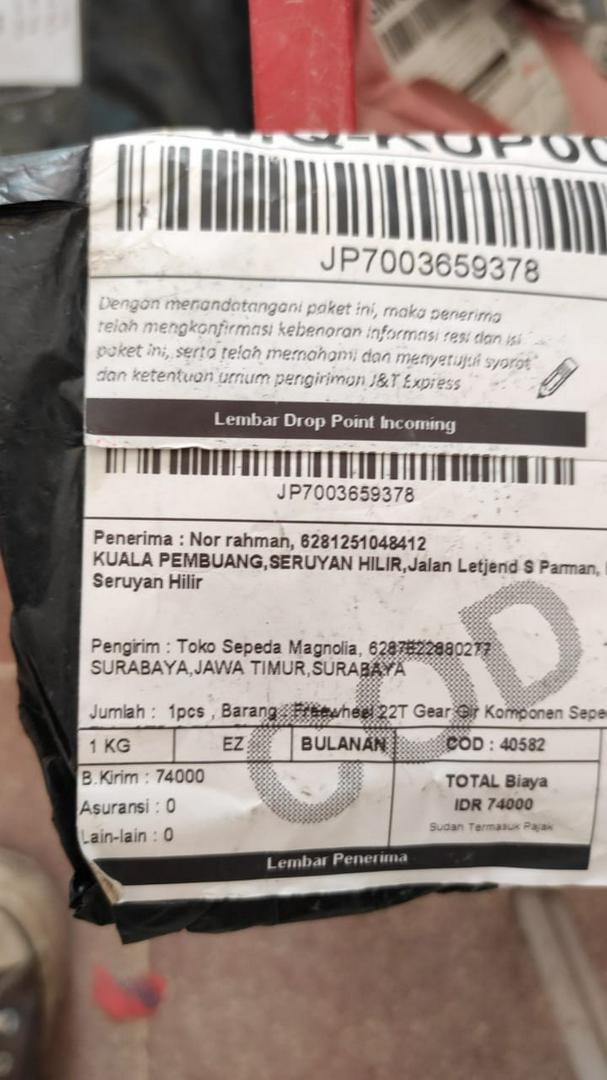 JP7003659378
Dengan menandatangani paket ini, maka penerima
telah mengkonfirmasi kebenaran informasi resi dan isi
paket ini, serta telah memahami dan menyetujui syarat
dan ketentuan umum pengiriman J&T Express
Lembar Drop Point Incoming
JP7003659378
Penerima : Nor rahman, 6281251048412
KUALA PEMBUANG,SERUYAN HILIR,Jalan Letjend S Parman,
Seruyan Hilir
Pengirim : Toko Sepeda Magnolia, 6287822880277
SURABAYA,JAWA TIMUR,SURABAYA
Jumlah : 1pcs , Barang : Freewheel 22T Gear Gir Komponen Sepe
1 KG EZ BULANAN COD : 40582
COD
B.Kirim : 74000
Asuransi : 0
Lain-lain : 0
TOTAL Biaya
IDR 74000
Sudah Termasuk Pajak
Lembar Penerima